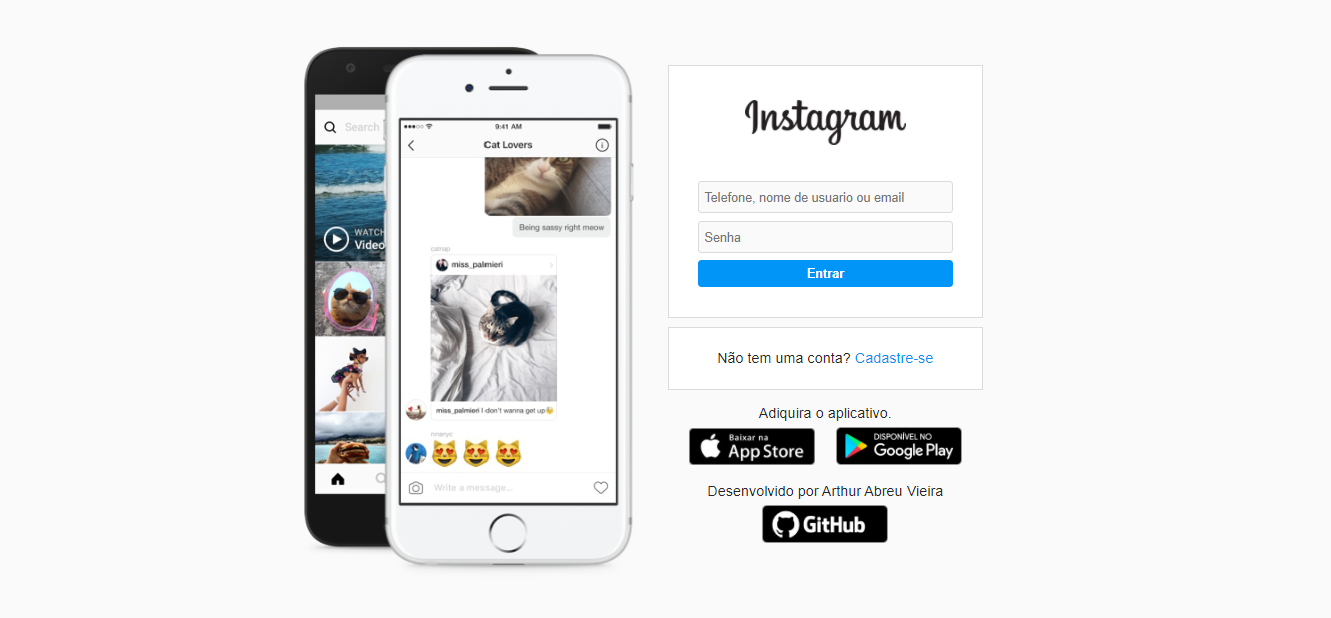 Search
WATCH
Video
9:41 AM
Cat Lovers
Being sassy right meow
catnap
miss_palmieri
miss_palmieri I don't wanna get up😪
ninanyc
😻😻😻
Write a message...
Instagram
Telefone, nome de usuario ou email
Senha
Entrar
Não tem uma conta? Cadastre-se
Adiquira o aplicativo.
Baixar na
App Store
DISPONÍVEL NO
Google Play
Desenvolvido por Arthur Abreu Vieira
GitHub